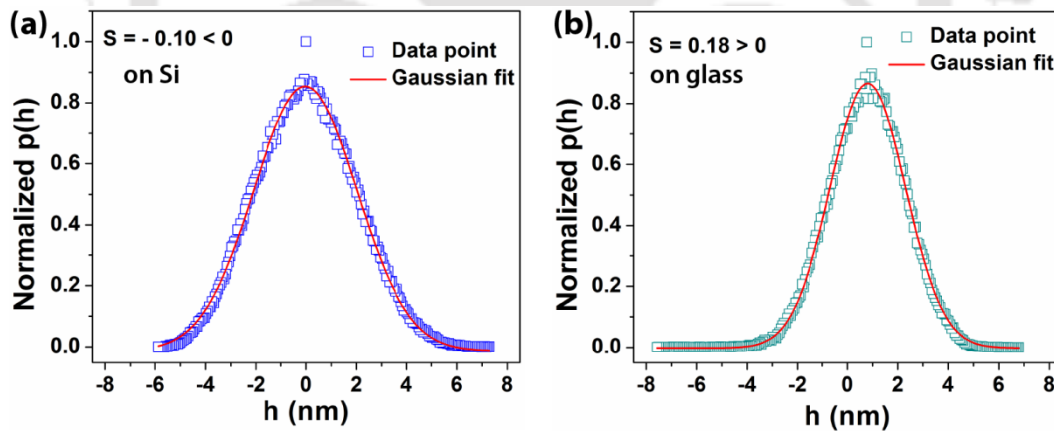 (a)
S = - 0.10 < 0
on Si
Data point
Gaussian fit
Normalized p(h)
1.0
0.8
0.6
0.4
0.2
0.0
-8 -6 -4 -2 0 2 4 6 8
h (nm)
(b)
S = 0.18 > 0
on glass
Data point
Gaussian fit
Normalized p(h)
1.0
0.8
0.6
0.4
0.2
0.0
-8 -6 -4 -2 0 2 4 6 8
h (nm)